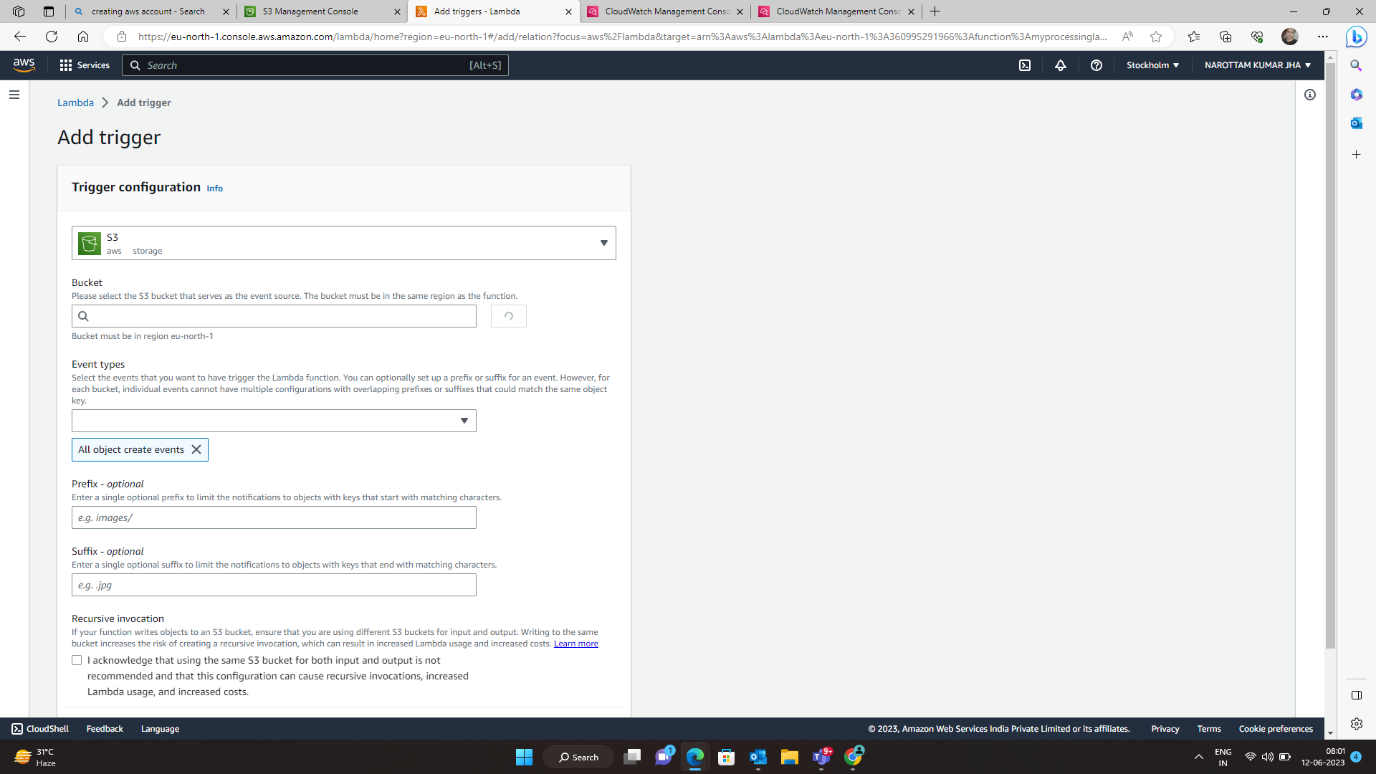 creating aws account - Search
S3 Management Console
Add triggers - Lambda
CloudWatch Management Conso
CloudWatch Management Conso
https://eu-north-1.console.aws.amazon.com/lambda/home?region=eu-north-1#/add/relation?focus=aws%2Flambda&target=arn%3Aaws%3Alambda%3Aeu-north-1%3A360995291966%3Afunction%3Amyprocessingla...
aws
Services
Search
[Alt+S]
Stockholm
NAROTTAM KUMAR JHA
Lambda
Add trigger
Add trigger
Trigger configuration Info
S3
aws storage
Bucket
Please select the S3 bucket that serves as the event source. The bucket must be in the same region as the function.
Bucket must be in region eu-north-1
Event types
Select the events that you want to have trigger the Lambda function. You can optionally set up a prefix or suffix for an event. However, for
each bucket, individual events cannot have multiple configurations with overlapping prefixes or suffixes that could match the same object
key.
All object create events
Prefix - optional
Enter a single optional prefix to limit the notifications to objects with keys that start with matching characters.
e.g. images/
Suffix - optional
Enter a single optional suffix to limit the notifications to objects with keys that end with matching characters.
e.g. .jpg
Recursive invocation
If your function writes objects to an S3 bucket, ensure that you are using different S3 buckets for input and output. Writing to the same
bucket increases the risk of creating a recursive invocation, which can result in increased Lambda usage and increased costs. Learn more
I acknowledge that using the same S3 bucket for both input and output is not
recommended and that this configuration can cause recursive invocations, increased
Lambda usage, and increased costs.
CloudShell
Feedback
Language
© 2023, Amazon Web Services India Private Limited or its affiliates.
Privacy
Terms
Cookie preferences
31°C
Haze
Search
1
9+
ENG
IN
08:01
12-06-2023
4